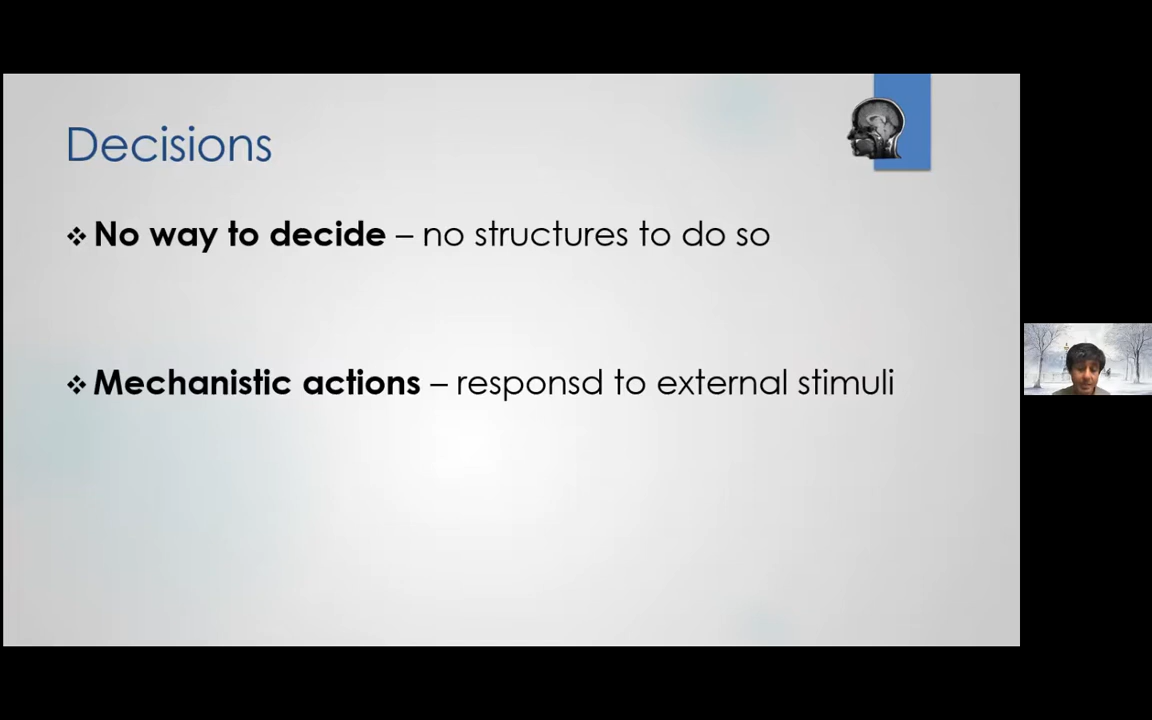 Decisions
❖ No way to decide – no structures to do so
❖ Mechanistic actions – responsd to external stimuli